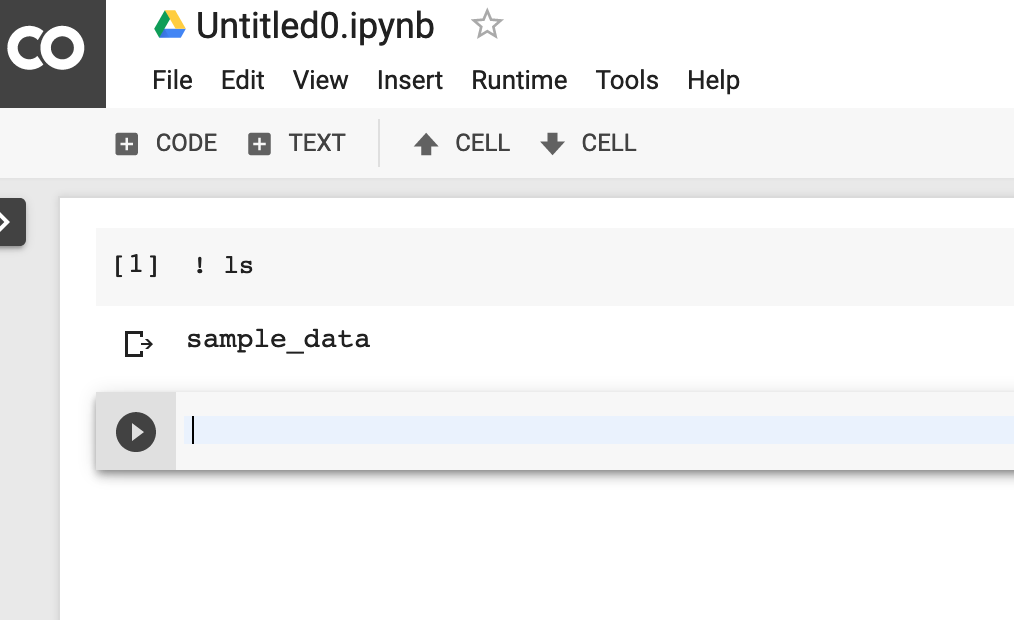 CO
Untitled0.ipynb
File Edit View Insert Runtime Tools Help
CODE TEXT CELL CELL
[1] ! ls
sample_data